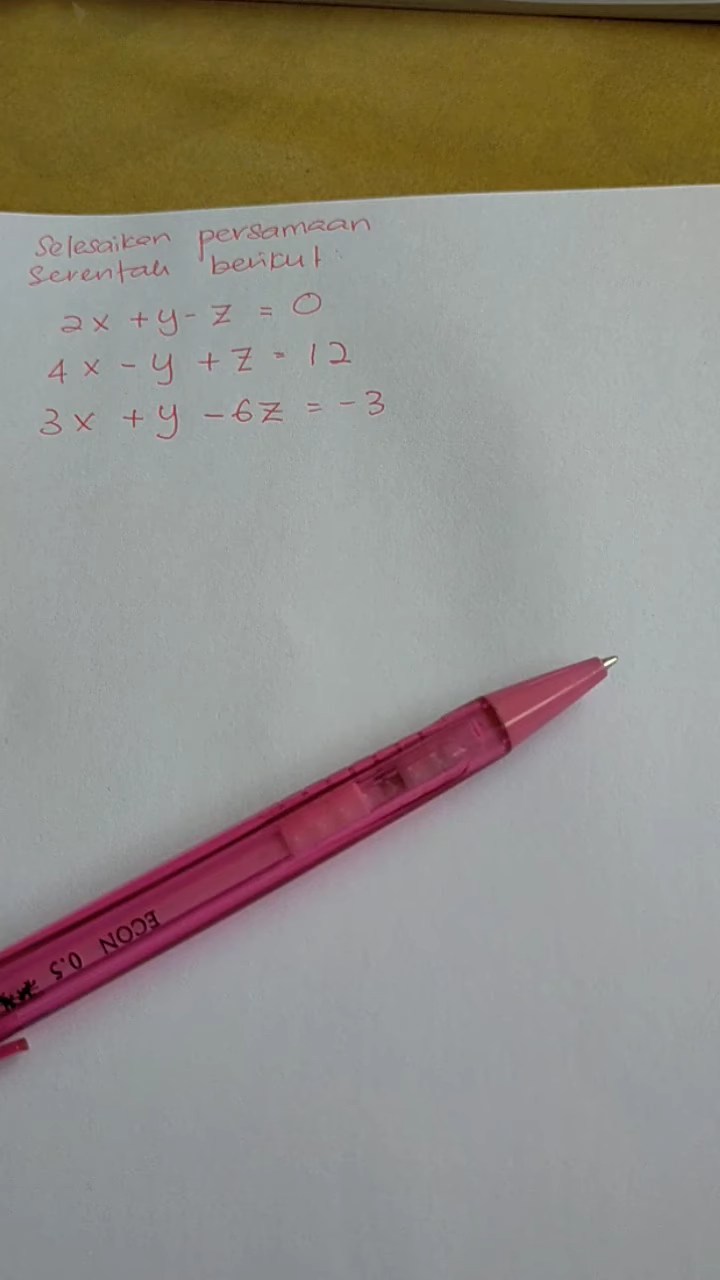 Selesaikan persamaan
serentak berikut :
2x + y - z = 0
4x - y + z = 12
3x + y - 6z = -3
ECON 0.5